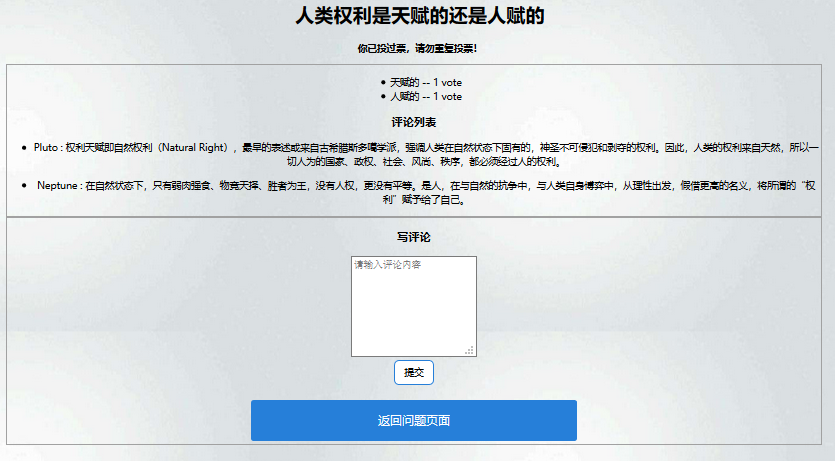 人类权利是天赋的还是人赋的
你已投过票，请勿重复投票！
• 天赋的 -- 1 vote
• 人赋的 -- 1 vote
评论列表
• Pluto : 权利天赋即自然权利（Natural Right），最早的表述或来自古希腊斯多噶学派，强调人类在自然状态下固有的，神圣不可侵犯和剥夺的权利。因此，人类的权利来自天然，所以一
切人为的国家、政权、社会、风尚、秩序，都必须经过人的权利。
• Neptune : 在自然状态下，只有弱肉强食、物竞天择、胜者为王，没有人权，更没有平等。是人，在与自然的抗争中，与人类自身博弈中，从理性出发，假借更高的名义，将所谓的“权
利”赋予给了自己。
写评论
请输入评论内容
提交
返回问题页面